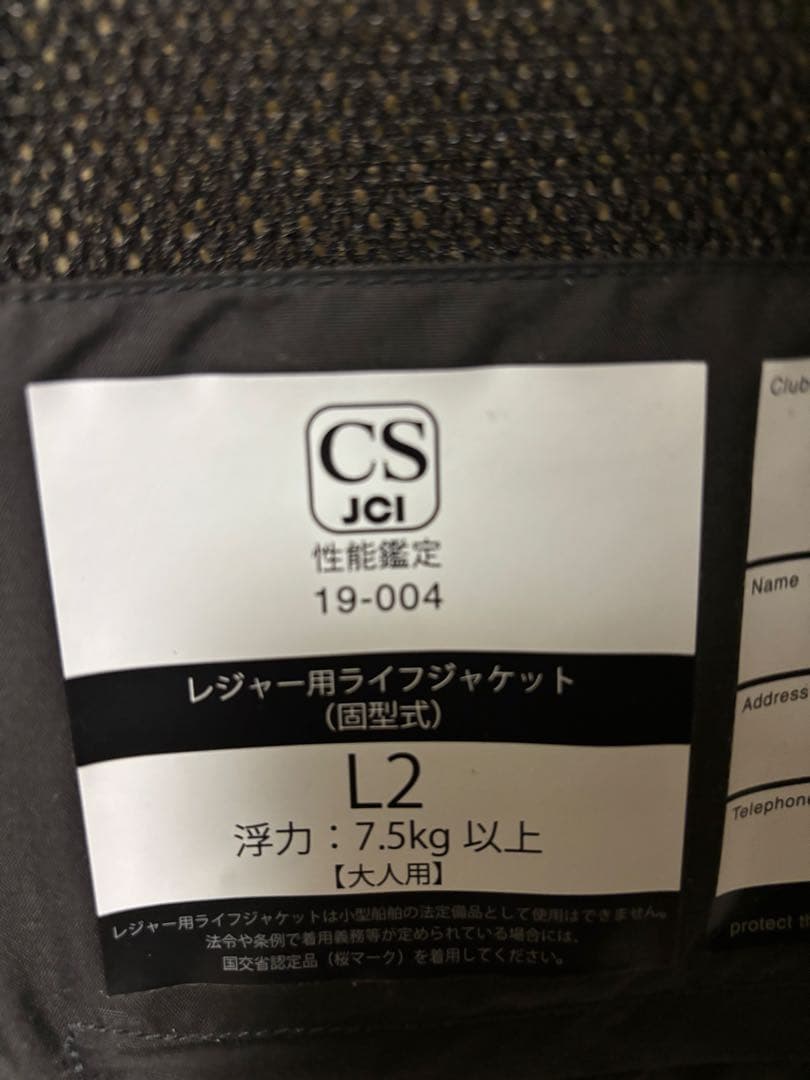 CS
JCI
性能鑑定
19-004
レジャー用ライフジャケット
(固型式)
L2
浮力：7.5kg 以上
【大人用】
レジャー用ライフジャケットは小型船舶の法定備品として使用はできません。
法令や条例で着用義務等が定められている場合には、
国交省認定品（桜マーク）を着用してください。
Club
Name
Address
Telephone
protect